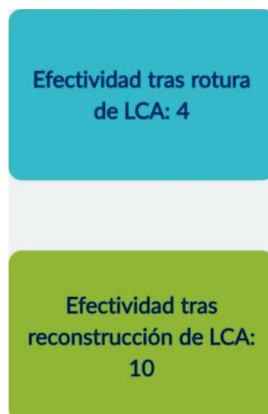 Efectividad tras rotura
de LCA: 4
Efectividad tras
reconstrucción de LCA:
10